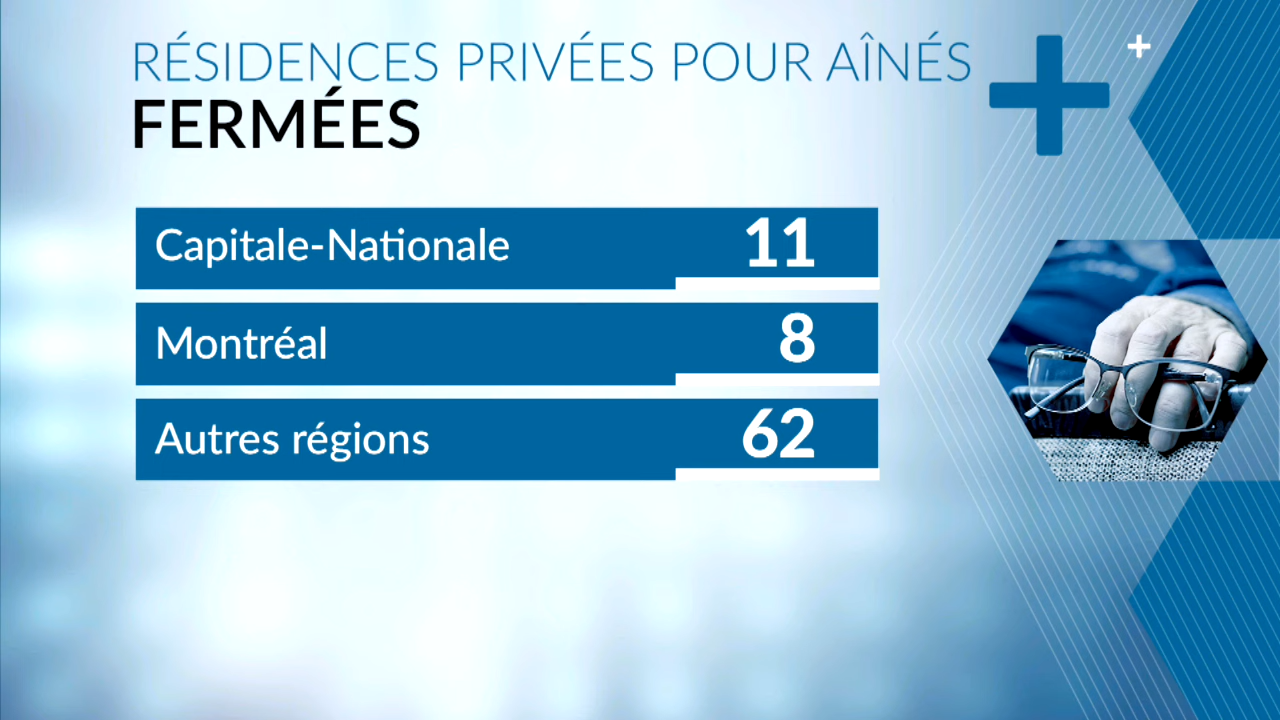 RÉSIDENCES PRIVÉES POUR AÎNÉS
FERMÉES
Capitale-Nationale 11
Montréal 8
Autres régions 62